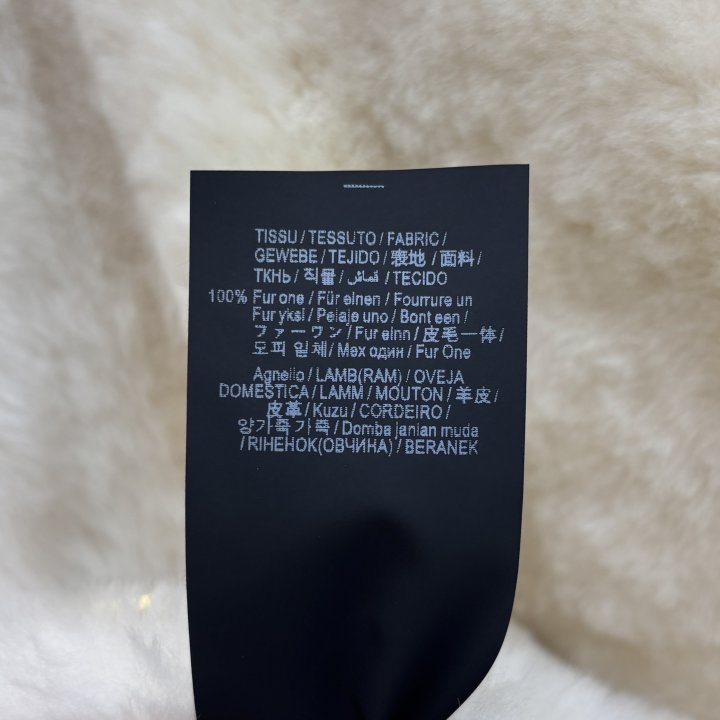 TISSU / TESSUTO / FABRIC /
GEWEBE / TEJIDO / 表地 / 面料 /
ТКНЬ / 직물 / قماش / TECIDO
100% Fur one / Für einen / Fourrure un
Fur yksi / Pelaje uno / Bont een /
ファーワン / Fur einn / 皮毛一体 /
모피 일체 / Мех один / Fur One
Agnello / LAMB(RAM) / OVEJA
DOMESTICA / LAMM / MOUTON / 羊皮 /
皮革 / Kuzu / CORDEIRO /
양가죽 가죽 / Domba janlan muda
/ RIHEHOK(ОВЧИНА) / BERANEK